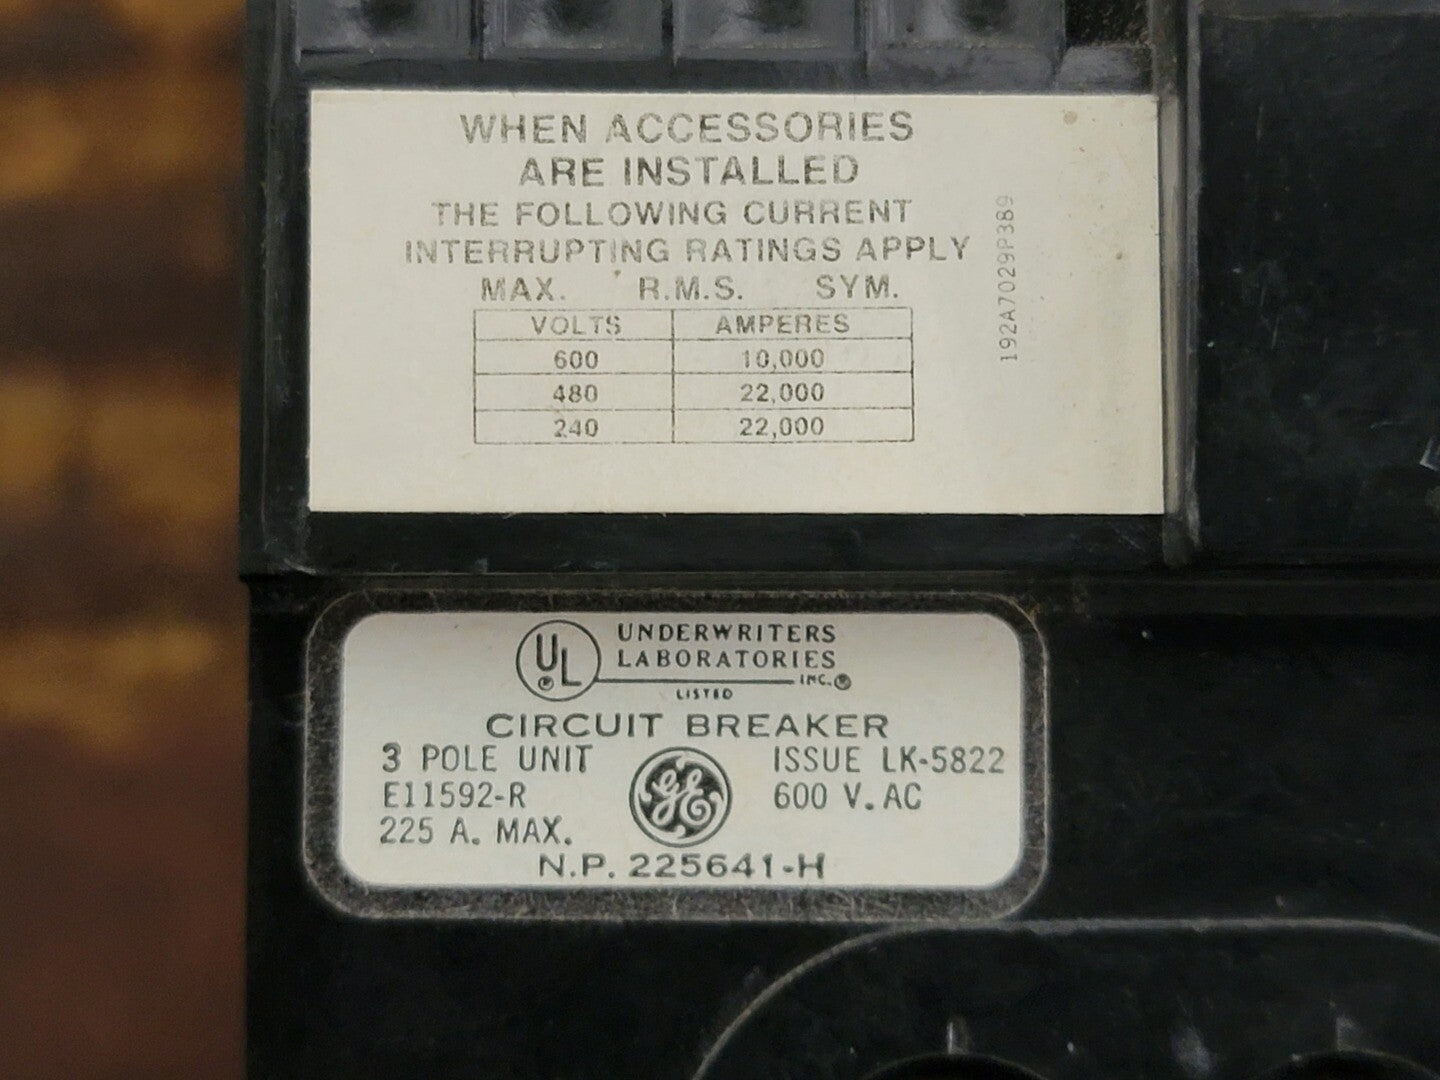 WHEN ACCESSORIES
ARE INSTALLED
THE FOLLOWING CURRENT
INTERRUPTING RATINGS APPLY
MAX. R.M.S. SYM.
VOLTS AMPERES
600 10,000
480 22,000
240 22,000
192A7029P389
UL ® UNDERWRITERS
LABORATORIES
INC.®
LISTED
CIRCUIT BREAKER
3 POLE UNIT GE ISSUE LK-5822
E11592-R 600 V. AC
225 A. MAX.
N.P. 225641-H